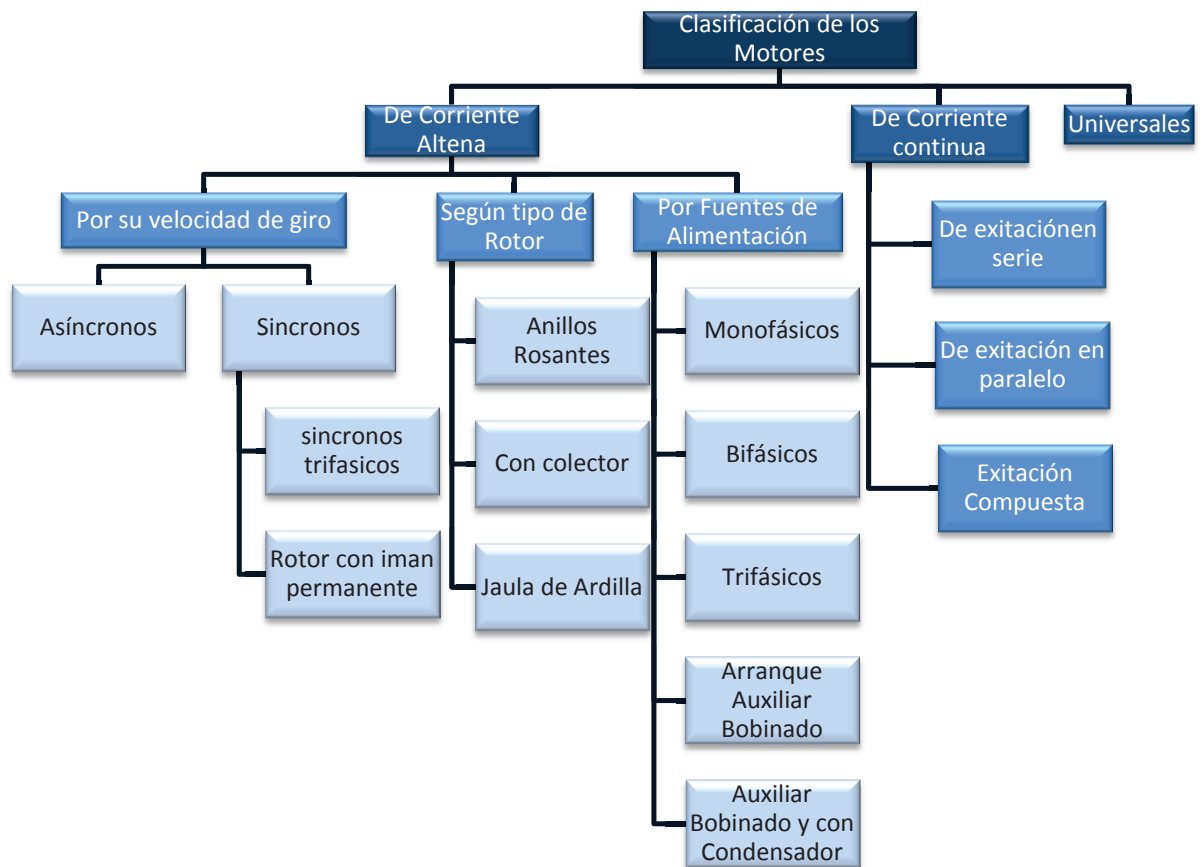 Clasificación de los
Motores
De Corriente
Altena
De Corriente
continua
Universales
Por su velocidad de giro
Según tipo de
Rotor
Por Fuentes de
Alimentación
De exitaciónen
serie
Asíncronos
Sincronos
Anillos
Rosantes
Monofásicos
De exitación en
paralelo
sincronos
trifasicos
Con colector
Bifásicos
Exitación
Compuesta
Rotor con iman
permanente
Jaula de Ardilla
Trifásicos
Arranque
Auxiliar
Bobinado
Auxiliar
Bobinado y con
Condensador